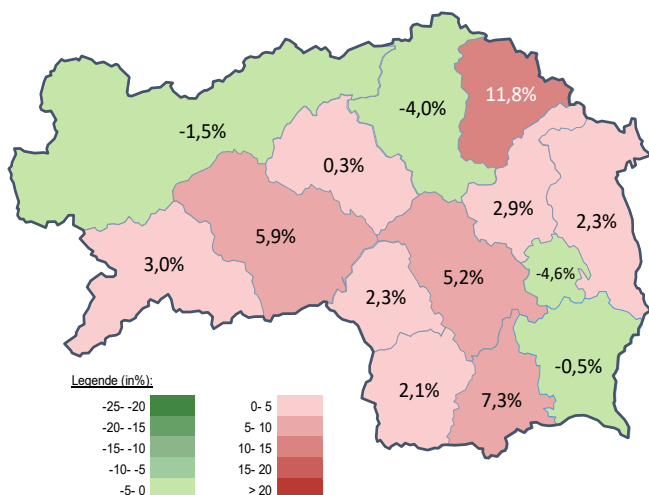 -4,0%
11,8%
-1,5%
0,3%
2,9%
2,3%
5,9%
5,2%
-4,6%
3,0%
2,3%
-0,5%
2,1%
7,3%
Legende (in%):
-25- -20 0- 5
-20- -15 5- 10
-15- -10 10- 15
-10- -5 15- 20
-5- 0 > 20